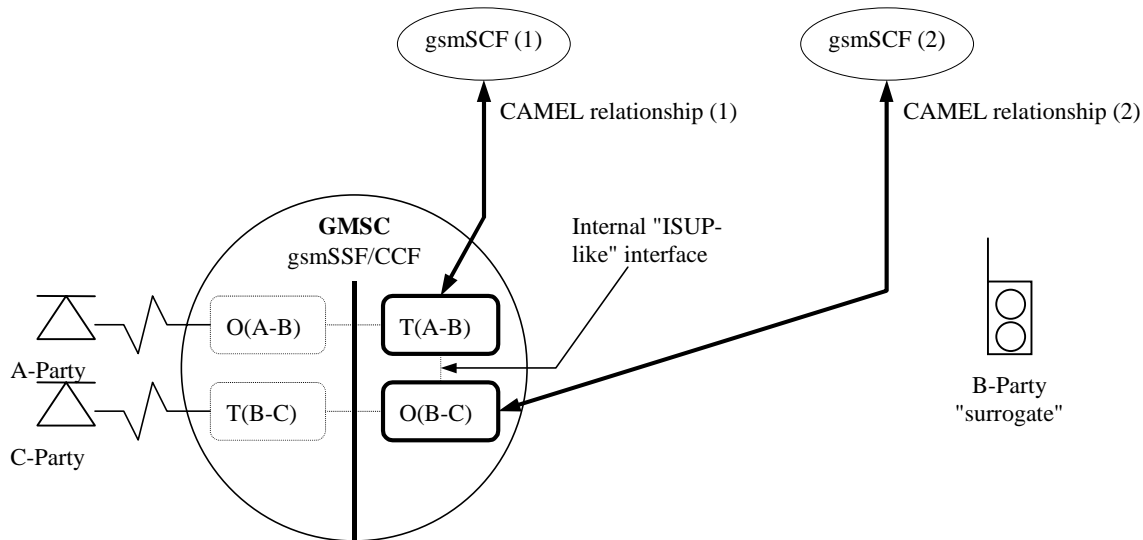 gsmSCF (1)
gsmSCF (2)
CAMEL relationship (1)
CAMEL relationship (2)
GMSC
gsmSSF/CCF
Internal "ISUP-
like" interface
O(A-B)
T(A-B)
A-Party
T(B-C)
O(B-C)
C-Party
B-Party
"surrogate"